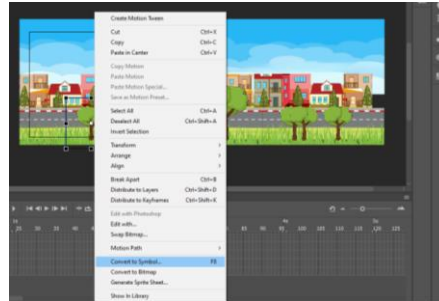 Create Motion Tween
Cut Ctrl+X
Copy Ctrl+C
Paste in Center Ctrl+V
Copy Motion
Paste Motion
Paste Motion Special...
Save as Motion Preset...
Select All Ctrl+A
Deselect All Ctrl+Shift+A
Invert Selection
Transform
Arrange
Align
Break Apart Ctrl+B
Distribute to Layers Ctrl+Shift+D
Distribute to Keyframes Ctrl+Shift+K
Edit with Photoshop
Edit with...
Swap Bitmap...
Motion Path
Convert to Symbol... F8
Convert to Bitmap
Generate Sprite Sheet...
Show in Library